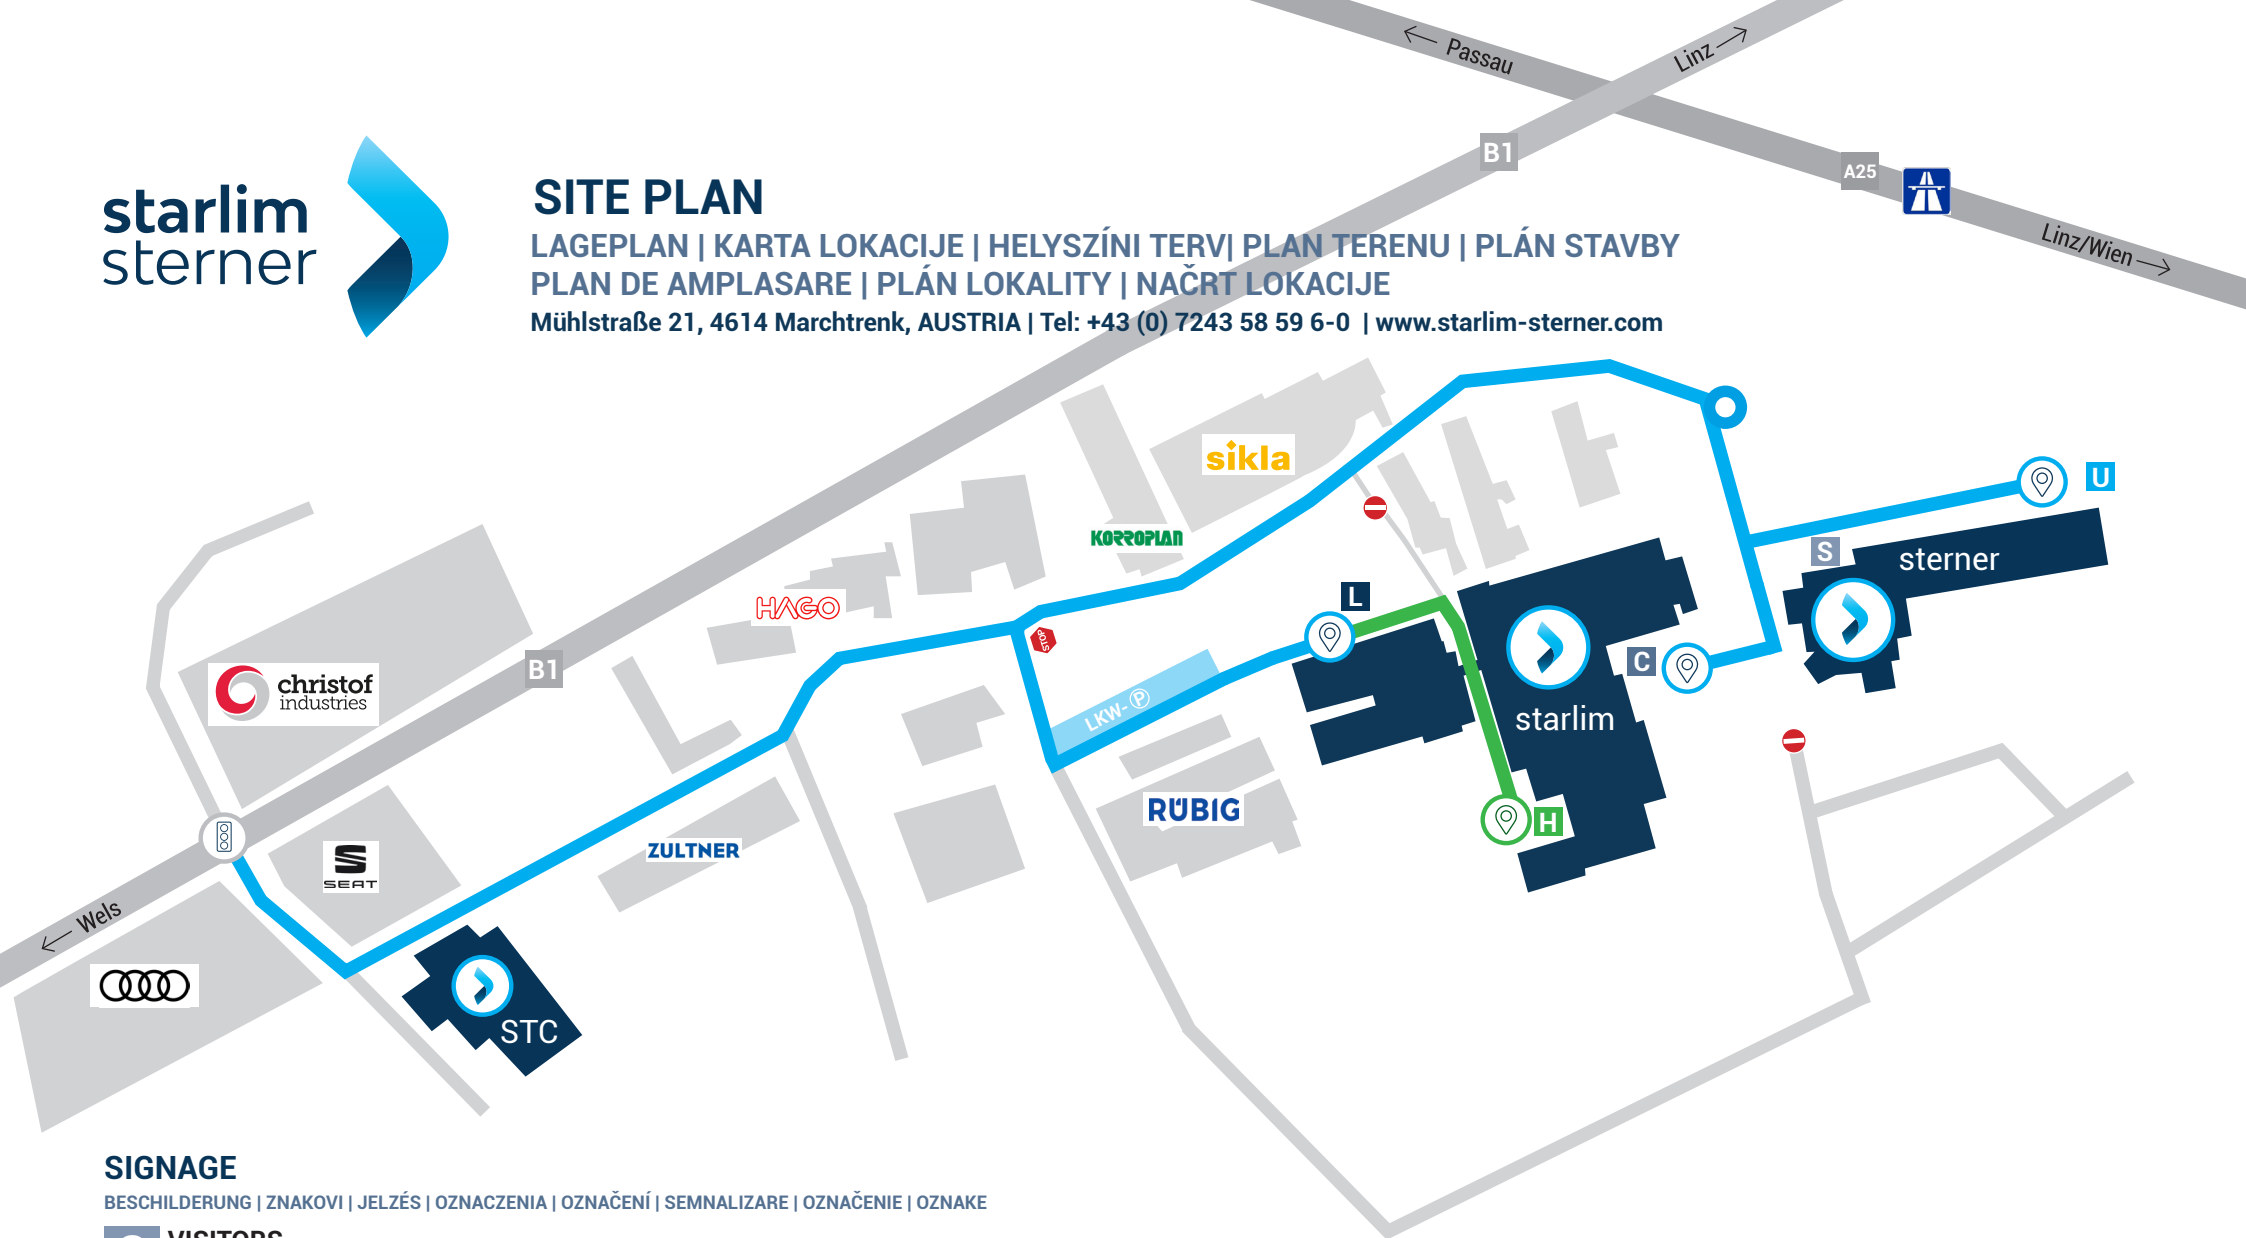 Passau
Linz
B1
A25
Linz/Wien
starlim
sterner
SITE PLAN
LAGEPLAN | KARTA LOKACIJE | HELYSZÍNI TERV| PLAN TERENU | PLÁN STAVBY
PLAN DE AMPLASARE | PLÁN LOKALITY | NAČRT LOKACIJE
Mühlstraße 21, 4614 Marchtrenk, AUSTRIA | Tel: +43 (0) 7243 58 59 6-0 | www.starlim-sterner.com
sikla
U
KORROPLAN
S
sterner
L
HAGO
STOP
B1
christof
industries
C
LKW-P
starlim
RÜBIG
H
ZULTNER
SEAT
Wels
STC
SIGNAGE
BESCHILDERUNG | ZNAKOVI | JELZÉS | OZNACZENIA | OZNAČENÍ | SEMNALIZARE | OZNAČENIE | OZNAKE
VISITORS